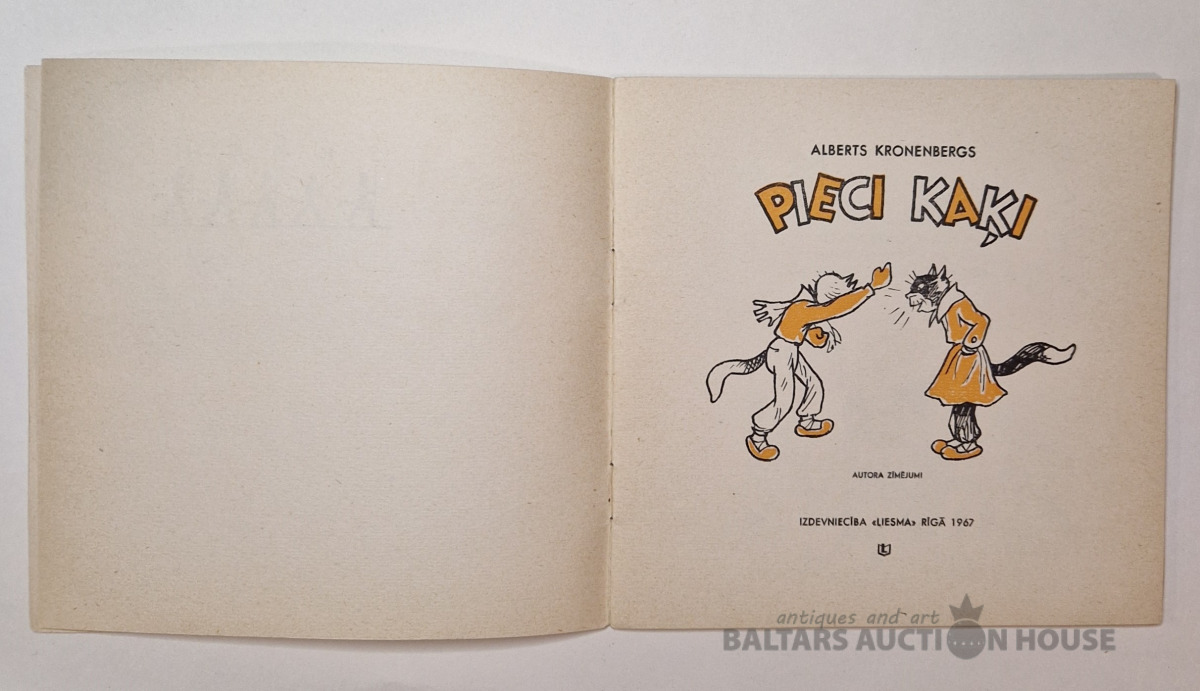 ALBERTS KRONENBERGS
PIECI KAĶI
AUTORA ZĪMĒJUMI
IZDEVNIECĪBA «LIESMA» RĪGĀ 1967
antiques and art
BALTARS AUCTION HOUSE